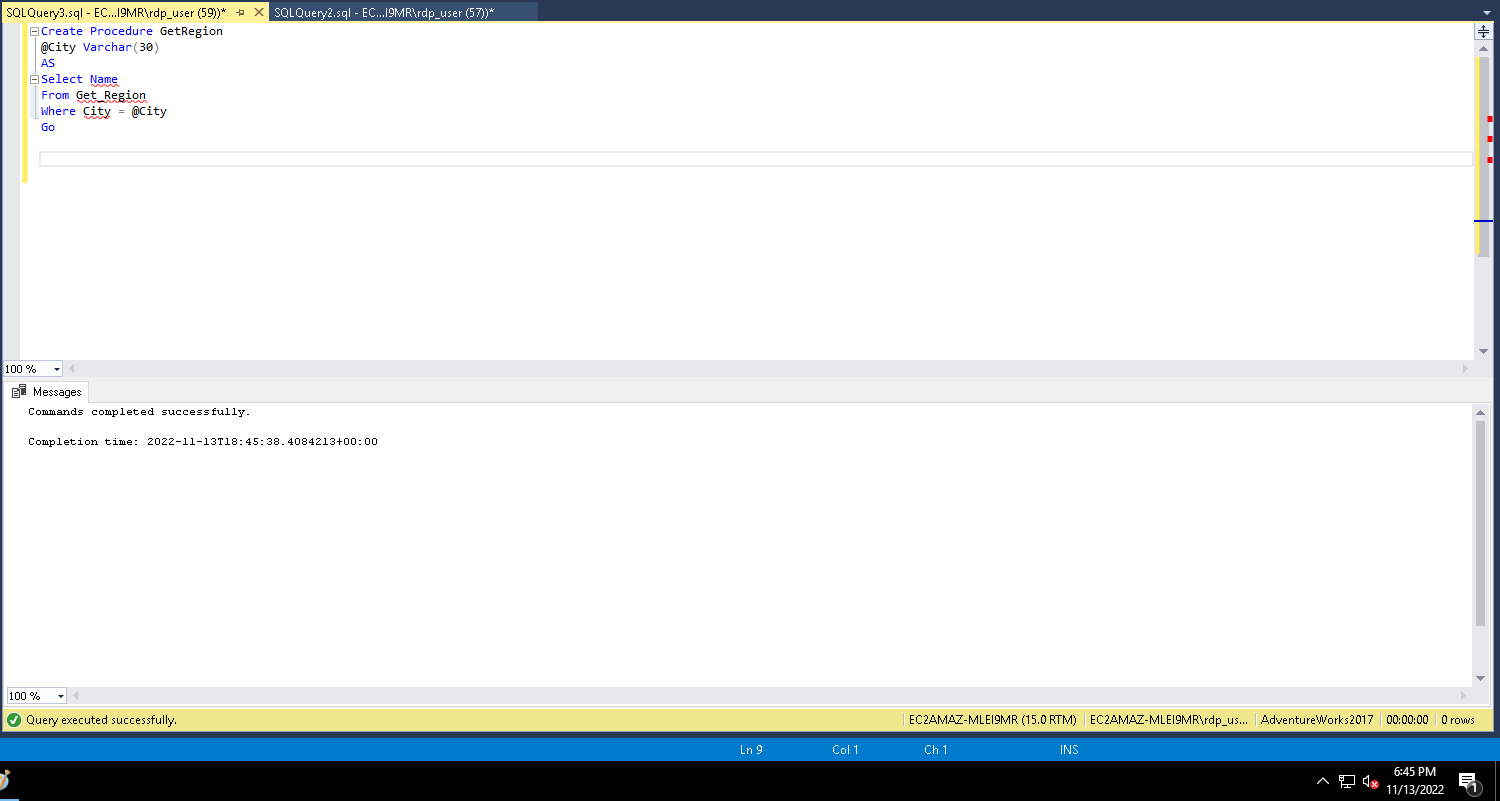 SQLQuery3.sql - EC...I9MR\rdp_user (59))* SQLQuery2.sql - EC...I9MR\rdp_user (57))*
Create Procedure GetRegion
@City Varchar(30)
AS
Select Name
From Get_Region
Where City = @City
Go
100 %
Messages
Commands completed successfully.
Completion time: 2022-11-13T18:45:38.4084213+00:00
100 %
Query executed successfully. EC2AMAZ-MLEI9MR (15.0 RTM) EC2AMAZ-MLEI9MR\rdp_us... AdventureWorks2017 00:00:00 0 rows
Ln 9 Col 1 Ch 1 INS
6:45 PM
11/13/2022
1